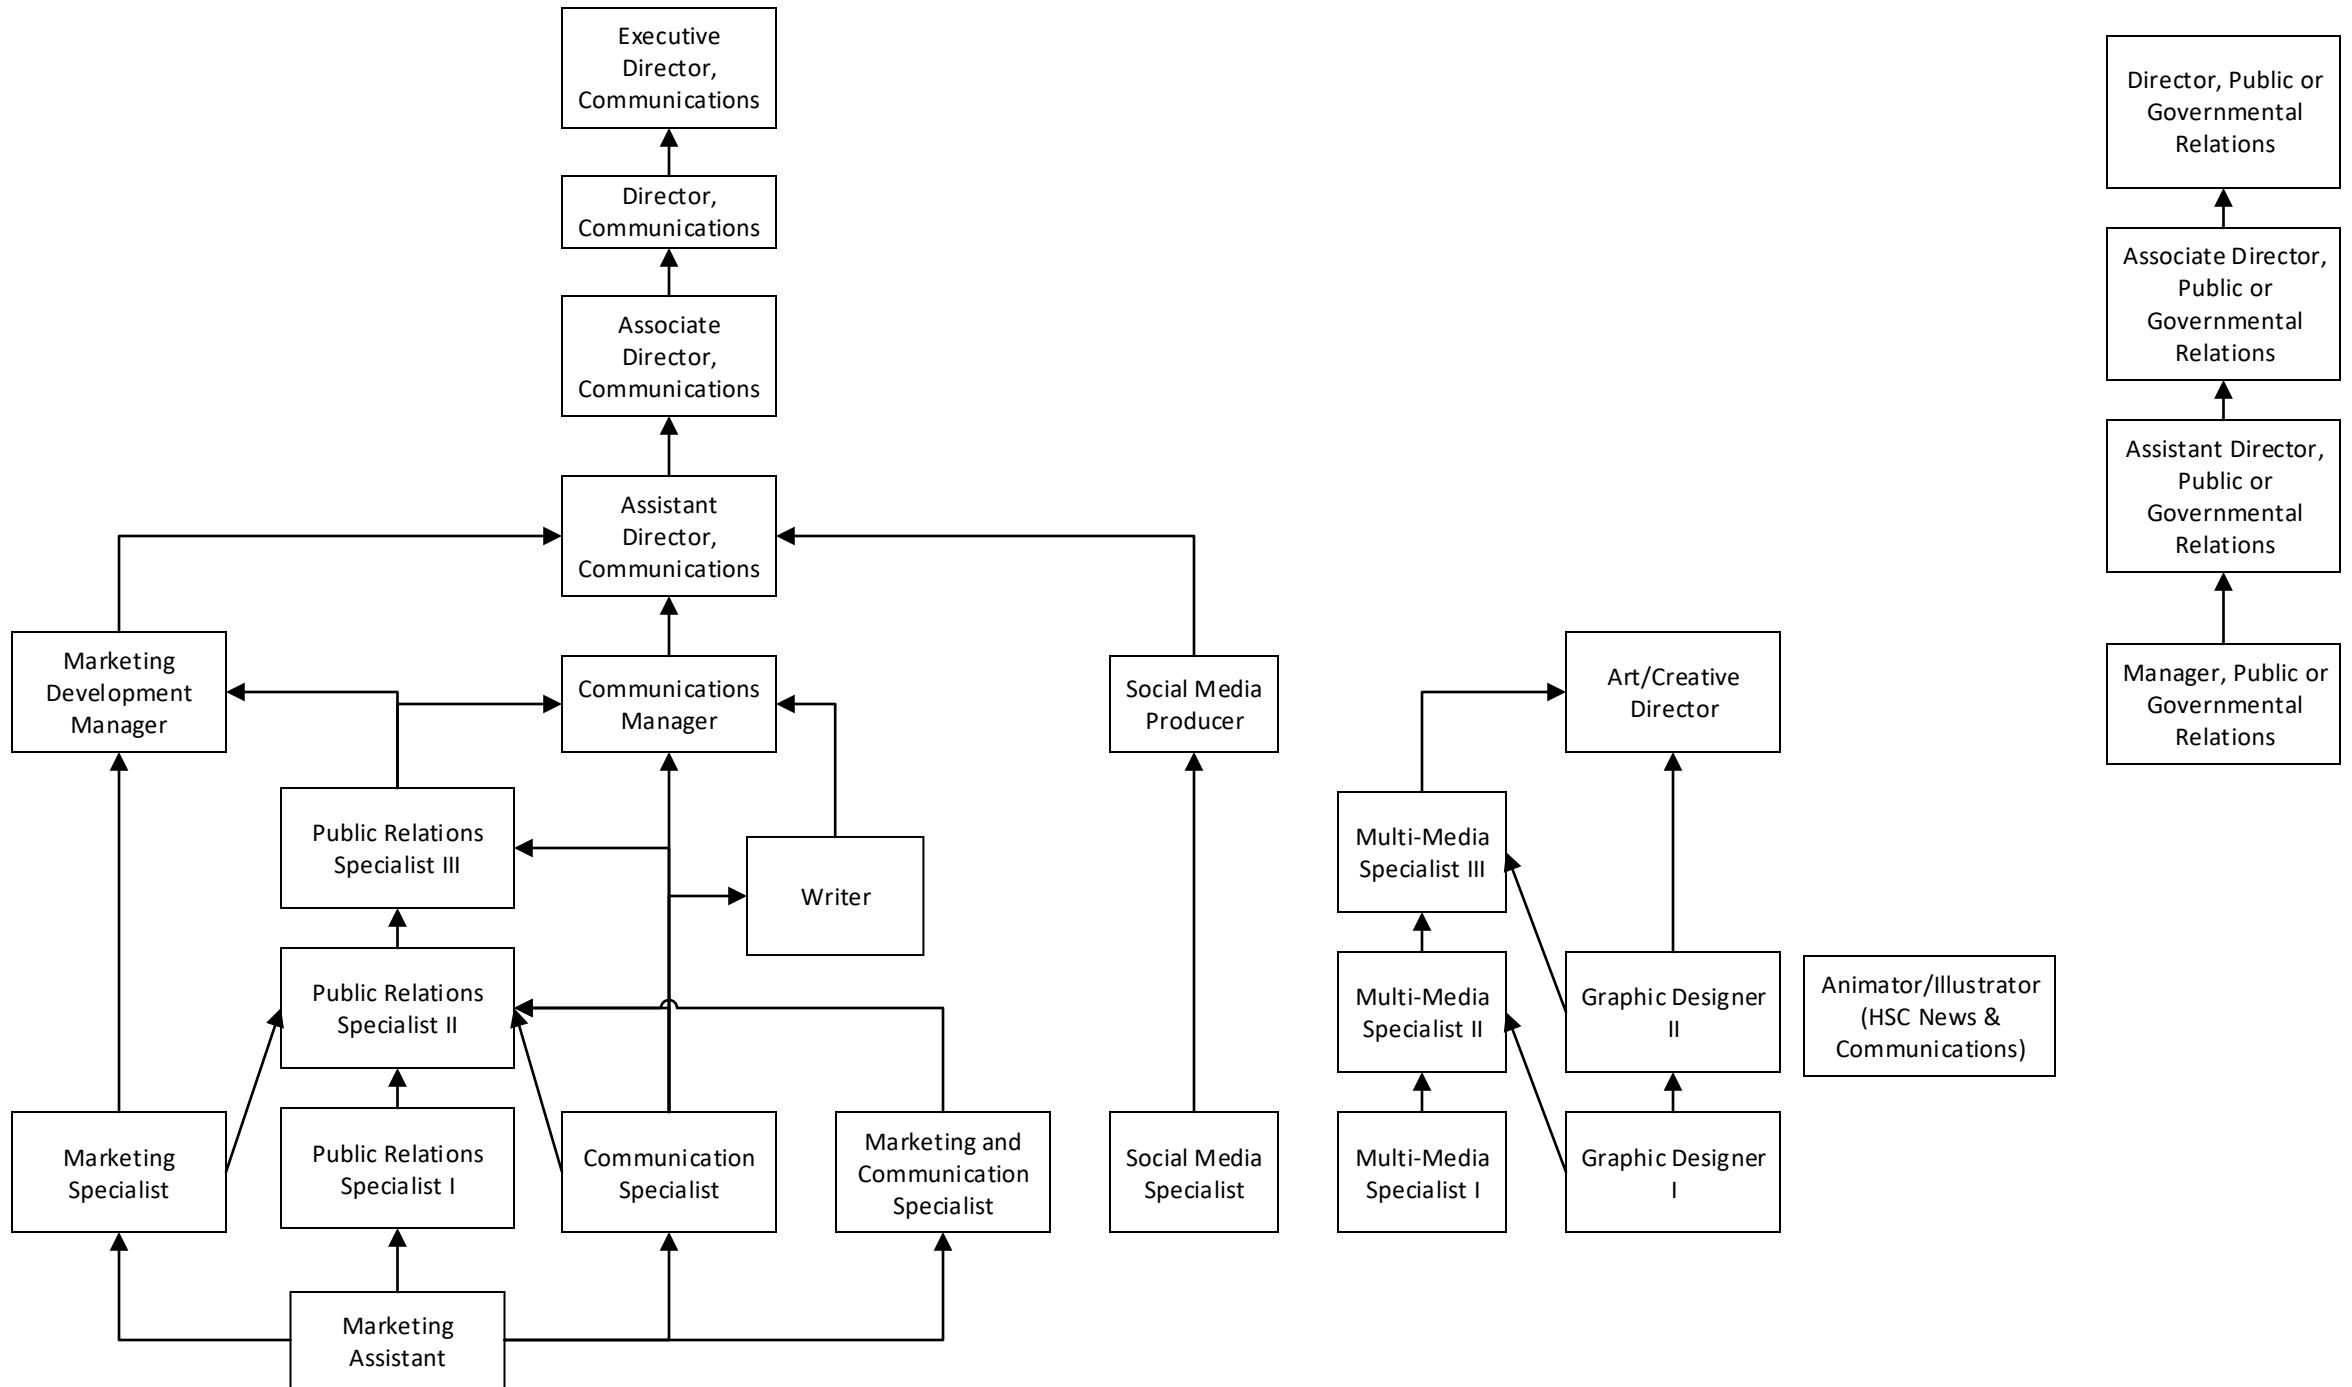 Executive
Director,
Communications
Director, Public or
Governmental
Relations
Director,
Communications
Associate Director,
Public or
Governmental
Relations
Associate
Director,
Communications
Assistant Director,
Public or
Governmental
Relations
Assistant
Director,
Communications
Marketing
Development
Manager
Communications
Manager
Social Media
Producer
Art/Creative
Director
Manager, Public or
Governmental
Relations
Public Relations
Specialist III
Writer
Multi-Media
Specialist III
Public Relations
Specialist II
Multi-Media
Specialist II
Graphic Designer
II
Animator/Illustrator
(HSC News &
Communications)
Marketing
Specialist
Public Relations
Specialist I
Communication
Specialist
Marketing and
Communication
Specialist
Social Media
Specialist
Multi-Media
Specialist I
Graphic Designer
I
Marketing
Assistant